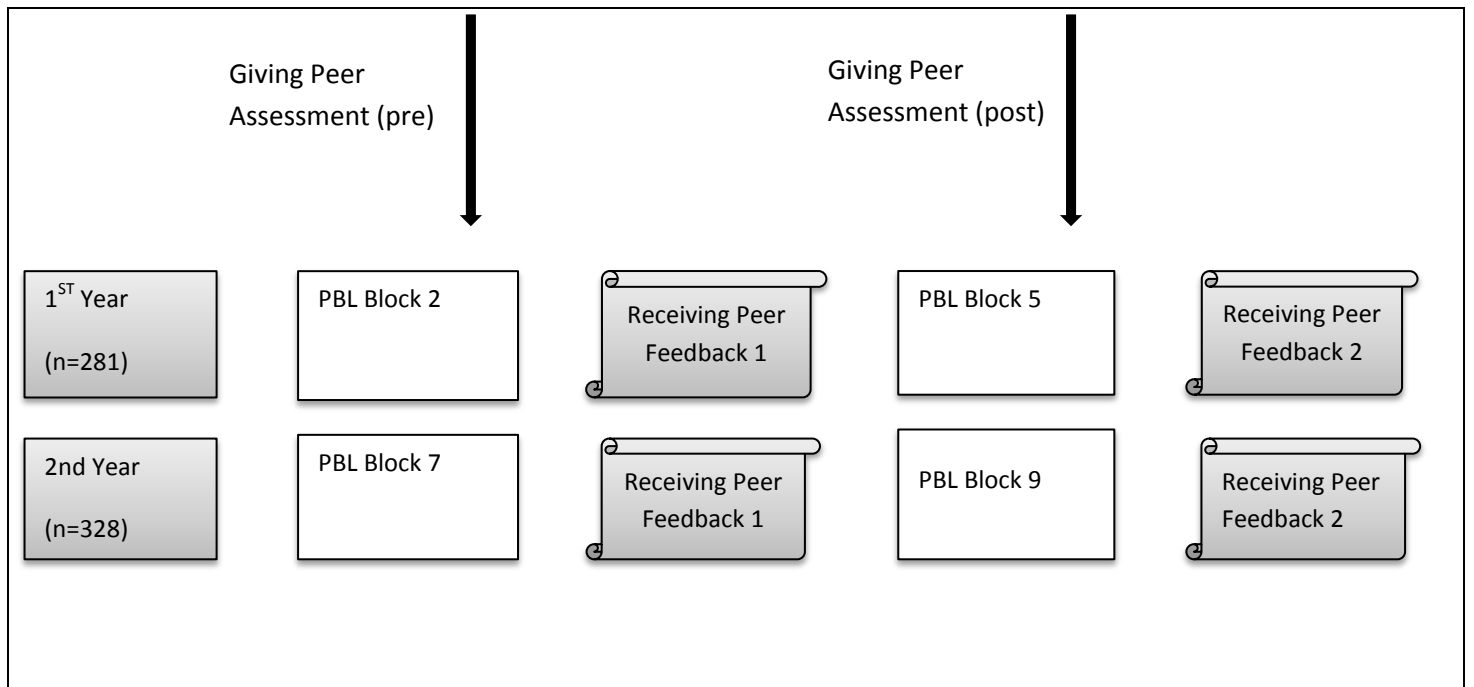 Giving Peer
Assessment (pre)
Giving Peer
Assessment (post)
1ST Year
(n=281)
PBL Block 2
Receiving Peer
Feedback 1
PBL Block 5
Receiving Peer
Feedback 2
2nd Year
(n=328)
PBL Block 7
Receiving Peer
Feedback 1
PBL Block 9
Receiving Peer
Feedback 2